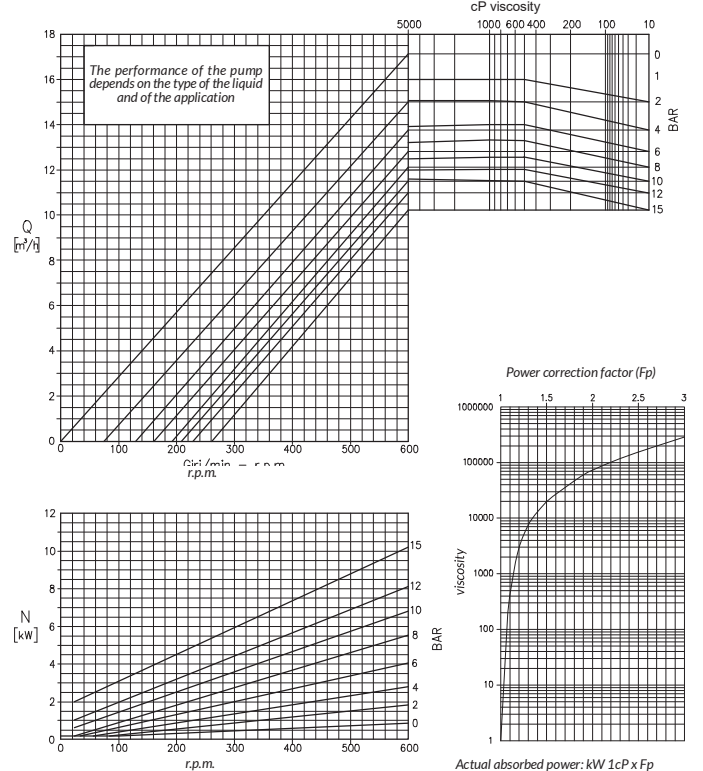 cP viscosity
5000 1000 600 400 200 100 10
18
16
14
12
10
8
6
4
2
0
The performance of the pump
depends on the type of the liquid
and of the application
0
1
2
4
6
8
10
12
15
BAR
Q
[m³/h]
0 100 200 300 400 500 600
Giri/min – r.p.m.
r.p.m.
Power correction factor (Fp)
1 1.5 2 2.5 3
1000000
100000
10000
1000
100
10
1
viscosity
Actual absorbed power: kW 1cP x Fp
12
10
8
6
4
2
0
N
[kW]
15
12
10
8
6
4
2
0
BAR
0 100 200 300 400 500 600
r.p.m.